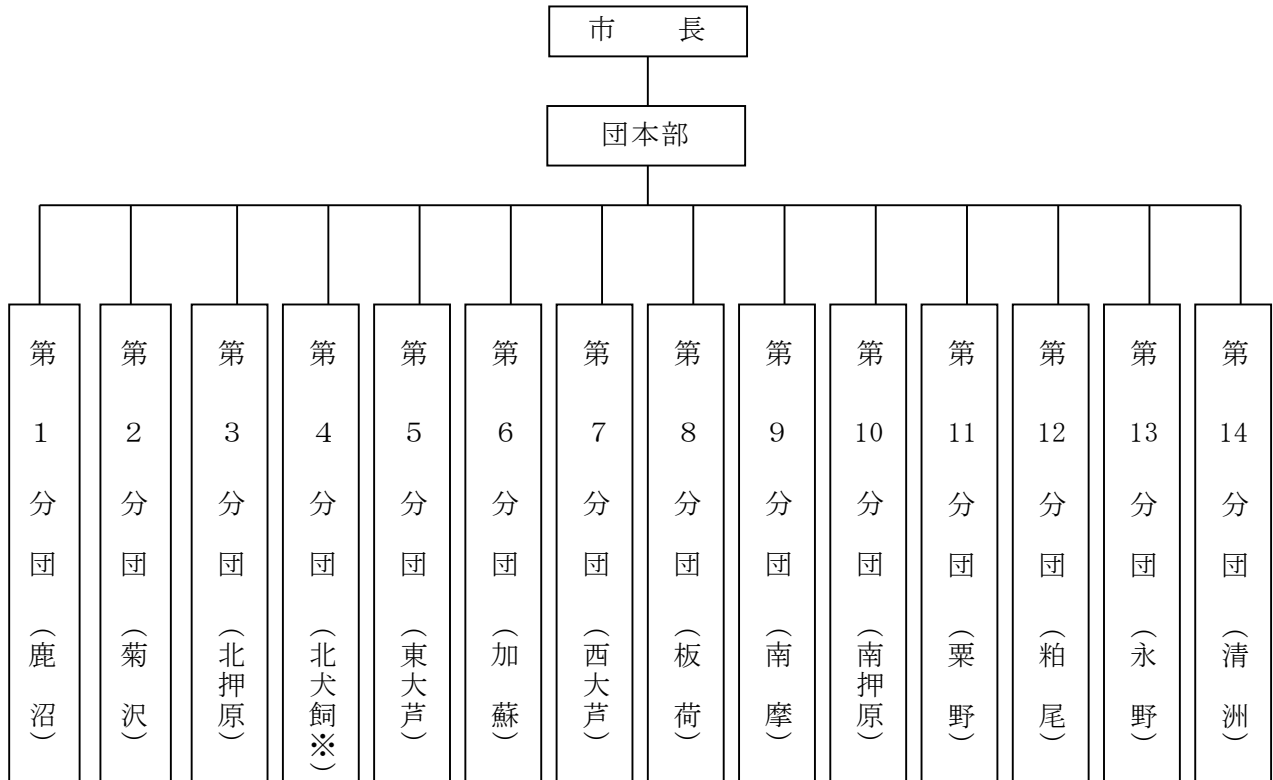 市　　長
団本部
第1分団（鹿沼）
第2分団（菊沢）
第3分団（北押原）
第4分団（北犬飼※）
第5分団（東大芦）
第6分団（加蘇）
第7分団（西大芦）
第8分団（板荷）
第9分団（南摩）
第10分団（南押原）
第11分団（粟野）
第12分団（粕尾）
第13分団（永野）
第14分団（清洲）